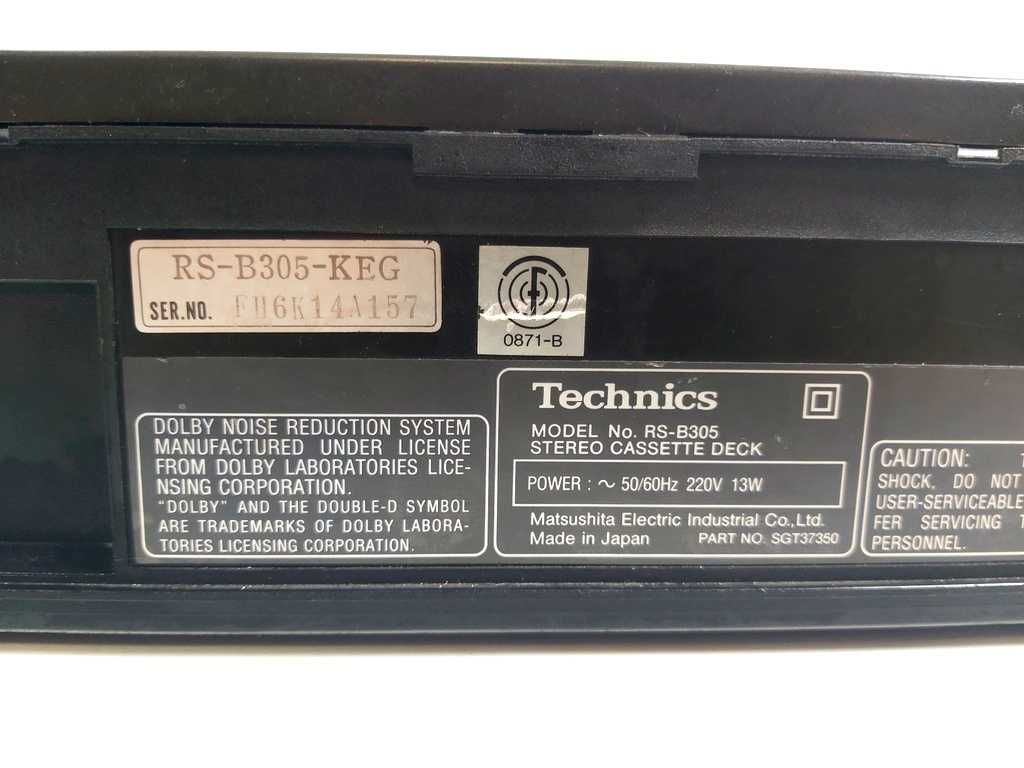 RS-B305-KEG
SER.NO. FH6K14A157
0871-B
DOLBY NOISE REDUCTION SYSTEM
MANUFACTURED UNDER LICENSE
FROM DOLBY LABORATORIES LICE-
NSING CORPORATION.
"DOLBY" AND THE DOUBLE-D SYMBOL
ARE TRADEMARKS OF DOLBY LABORA-
TORIES LICENSING CORPORATION.
Technics
MODEL No. RS-B305
STEREO CASSETTE DECK
POWER : ~ 50/60Hz 220V 13W
Matsushita Electric Industrial Co.,Ltd.
Made in Japan PART NO. SGT37350
CAUTION:
SHOCK, DO NOT
USER-SERVICEABLE
FER SERVICING
PERSONNEL.